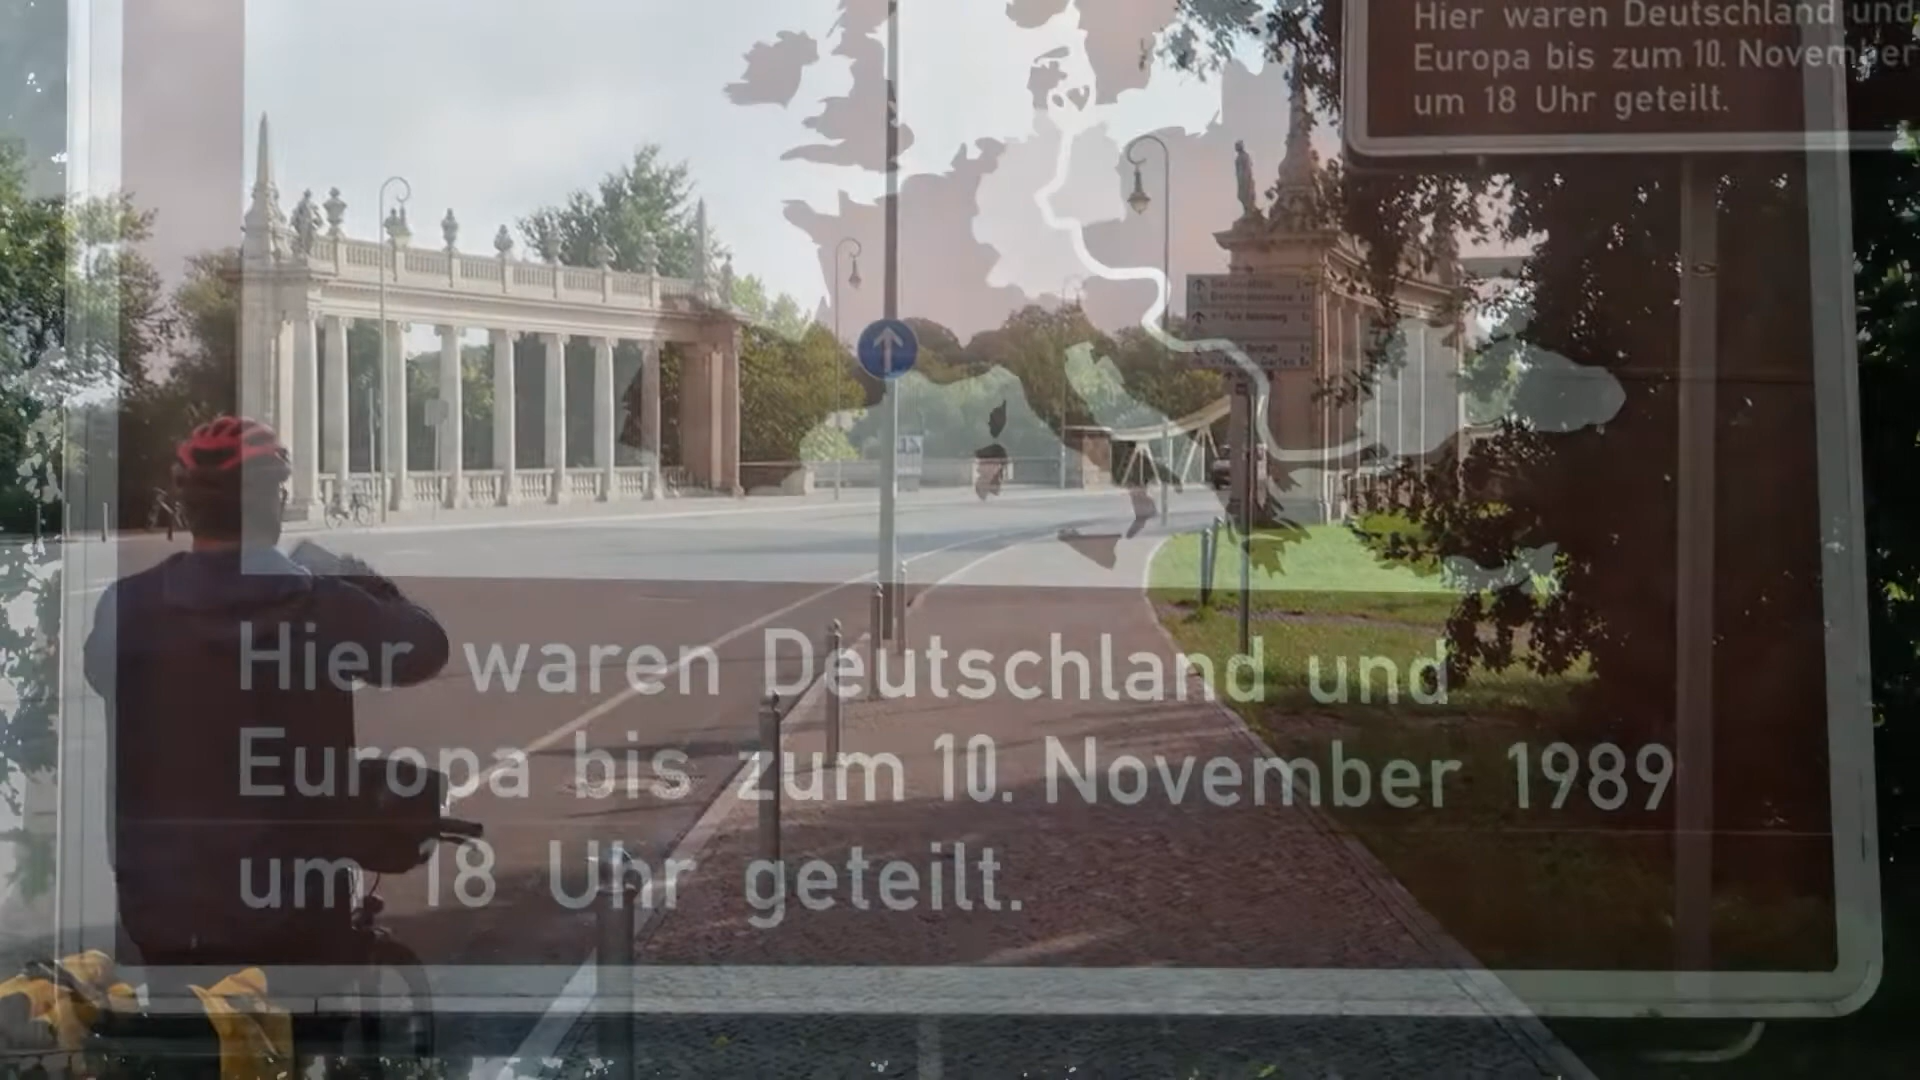 Hier waren Deutschland und
Europa bis zum 10. November
um 18 Uhr geteilt.
Hier waren Deutschland und
Europa bis zum 10. November 1989
um 18 Uhr geteilt.